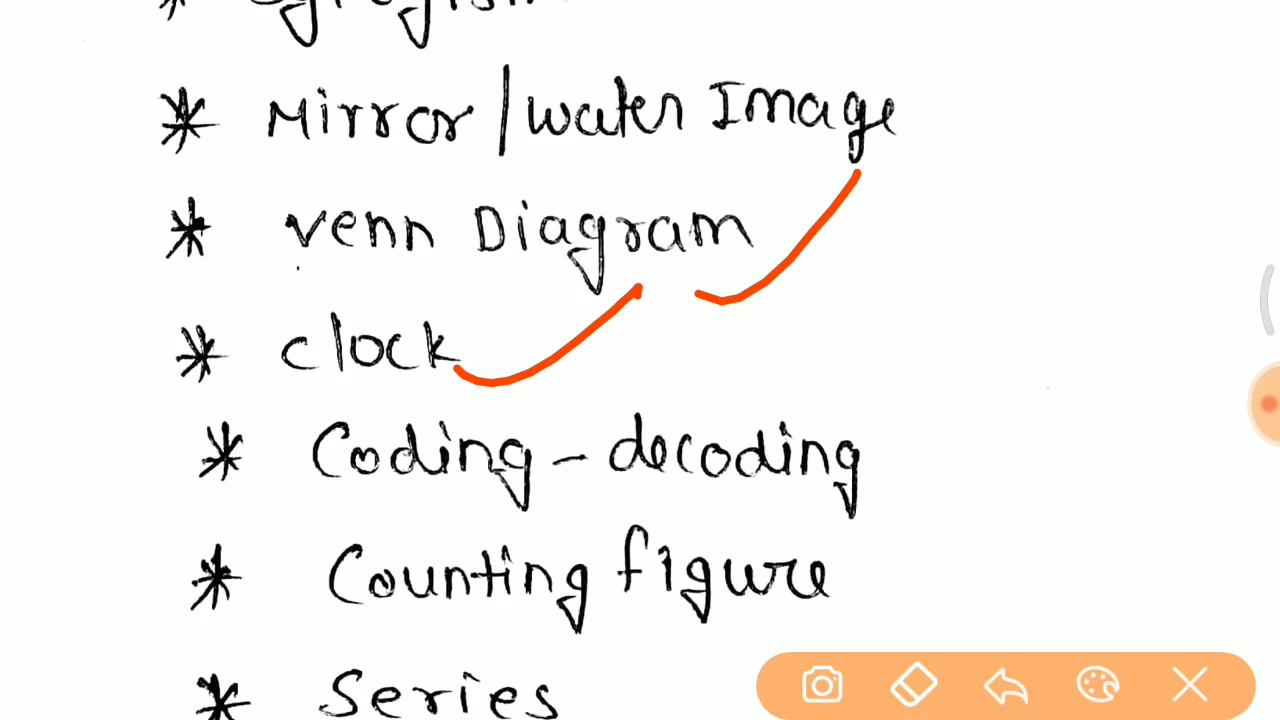 * Mirror/water Image
* Venn Diagram
* clock
* Coding-decoding
* Counting figure
* Series